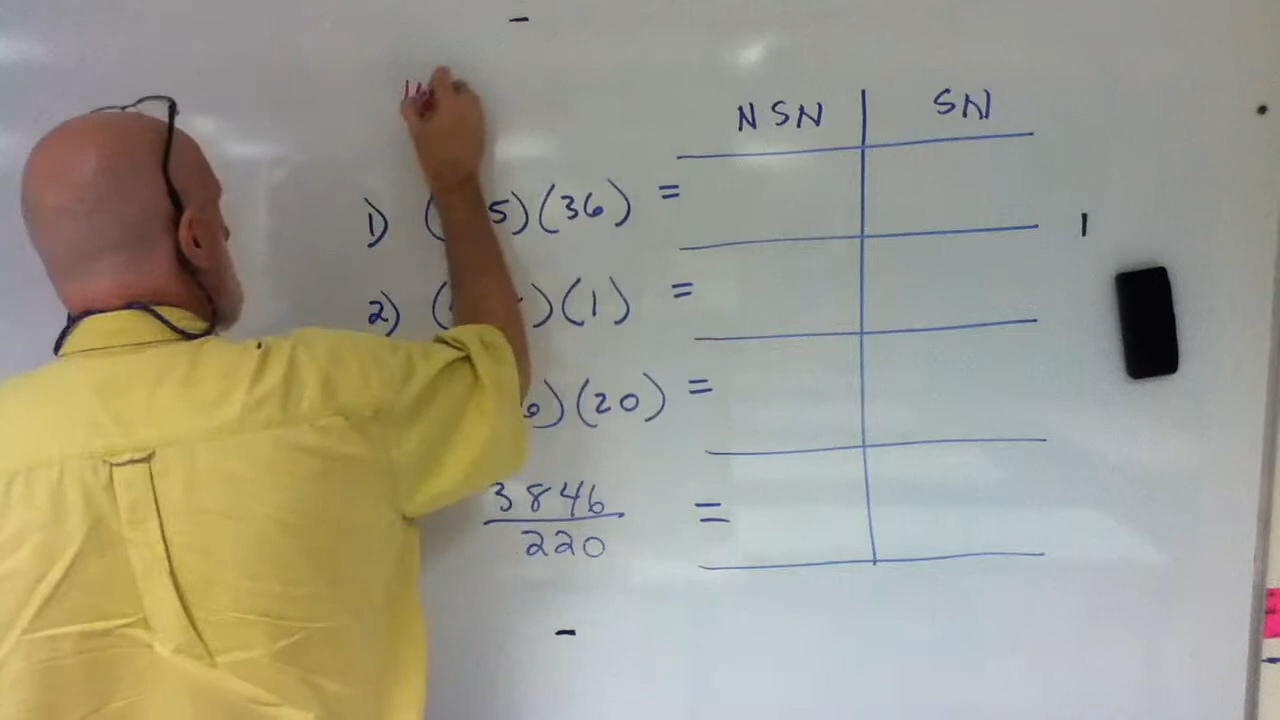 NSN SN
1) ( 5)(36) =
2) ( )(1) =
)(20) =
3846
220
=